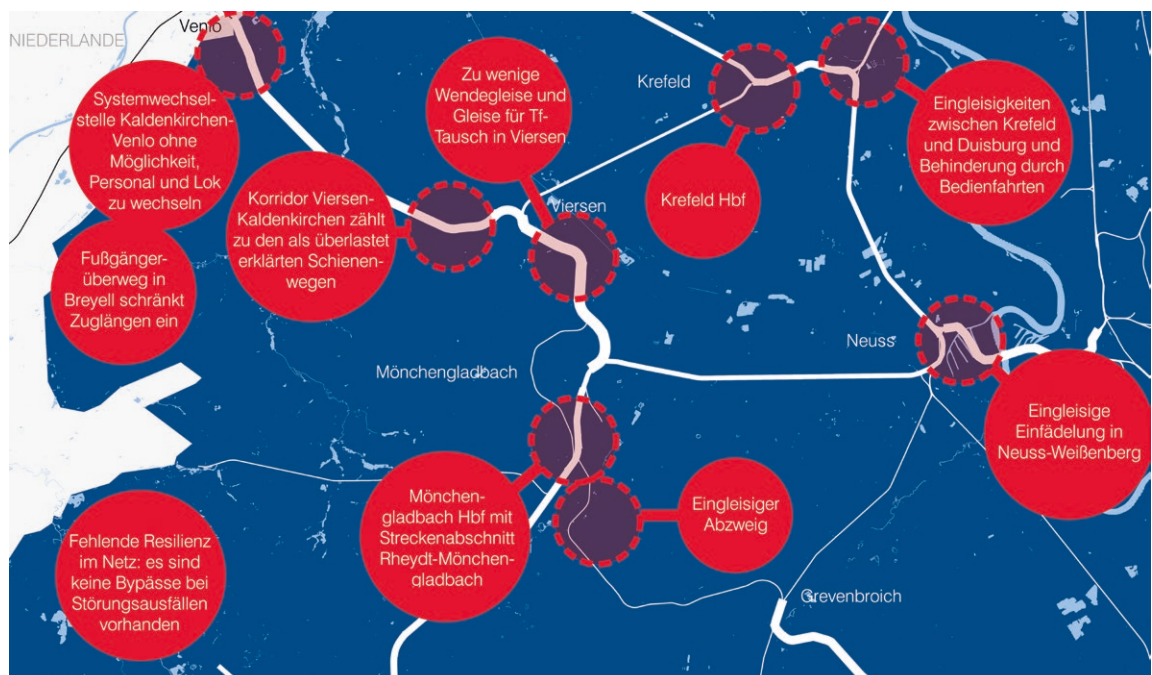 Venlo
NIEDERLANDE
Systemwechsel-
stelle Kaldenkirchen-
Venlo ohne
Möglichkeit,
Personal und Lok
zu wechseln
Fußgänger-
überweg in
Breyell schränkt
Zuglängen ein
Korridor Viersen-
Kaldenkirchen zählt
zu den als überlastet
erklärten Schienen-
wegen
Zu wenige
Wendegleise und
Gleise für Tf-
Tausch in Viersen
Viersen
Krefeld
Krefeld Hbf
Eingleisigkeiten
zwischen Krefeld
und Duisburg und
Behinderung durch
Bedienfahrten
Neuss
Mönchengladbach
Eingleisige
Einfädelung in
Neuss-Weißenberg
Mönchen-
gladbach Hbf mit
Streckenabschnitt
Rheydt-Mönchen-
gladbach
Eingleisiger
Abzweig
Fehlende Resilienz
im Netz: es sind
keine Bypässe bei
Störungsausfällen
vorhanden
Grevenbroich